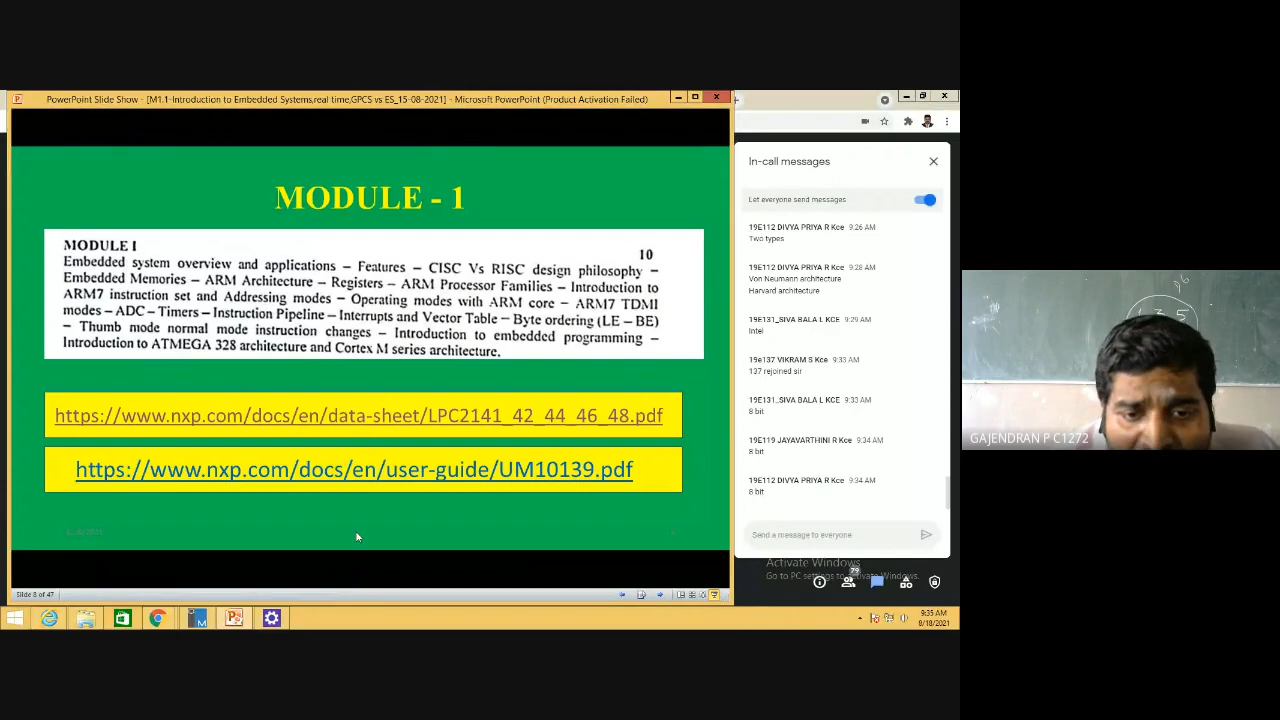 PowerPoint Slide Show - [M1.1-Introduction to Embedded Systems,real time,GPCS vs ES_15-08-2021] - Microsoft PowerPoint (Product Activation Failed)
MODULE - 1
MODULE I
10
Embedded system overview and applications – Features – CISC Vs RISC design philosophy –
Embedded Memories – ARM Architecture – Registers – ARM Processor Families – Introduction to
ARM7 instruction set and Addressing modes – Operating modes with ARM core – ARM7 TDMI
modes – ADC – Timers – Instruction Pipeline – Interrupts and Vector Table – Byte ordering (LE – BE)
– Thumb mode normal mode instruction changes – Introduction to embedded programming –
Introduction to ATMEGA 328 architecture and Cortex M series architecture.
https://www.nxp.com/docs/en/data-sheet/LPC2141_42_44_46_48.pdf
https://www.nxp.com/docs/en/user-guide/UM10139.pdf
Slide 8 of 47
In-call messages
Let everyone send messages
19E112 DIVYA PRIYA R Kce 9:26 AM
Two types
19E112 DIVYA PRIYA R Kce 9:28 AM
Von Neumann architecture
Harvard architecture
19E131_SIVA BALA L KCE 9:29 AM
Intel
19e137 VIKRAM S Kce 9:33 AM
137 rejoined sir
19E131_SIVA BALA L KCE 9:33 AM
8 bit
19E119 JAYAVARTHINI R Kce 9:34 AM
8 bit
19E112 DIVYA PRIYA R Kce 9:34 AM
8 bit
Send a message to everyone
Activate Windows
Go to PC settings to activate Windows.
79
9:35 AM
8/18/2021
GAJENDRAN P C1272